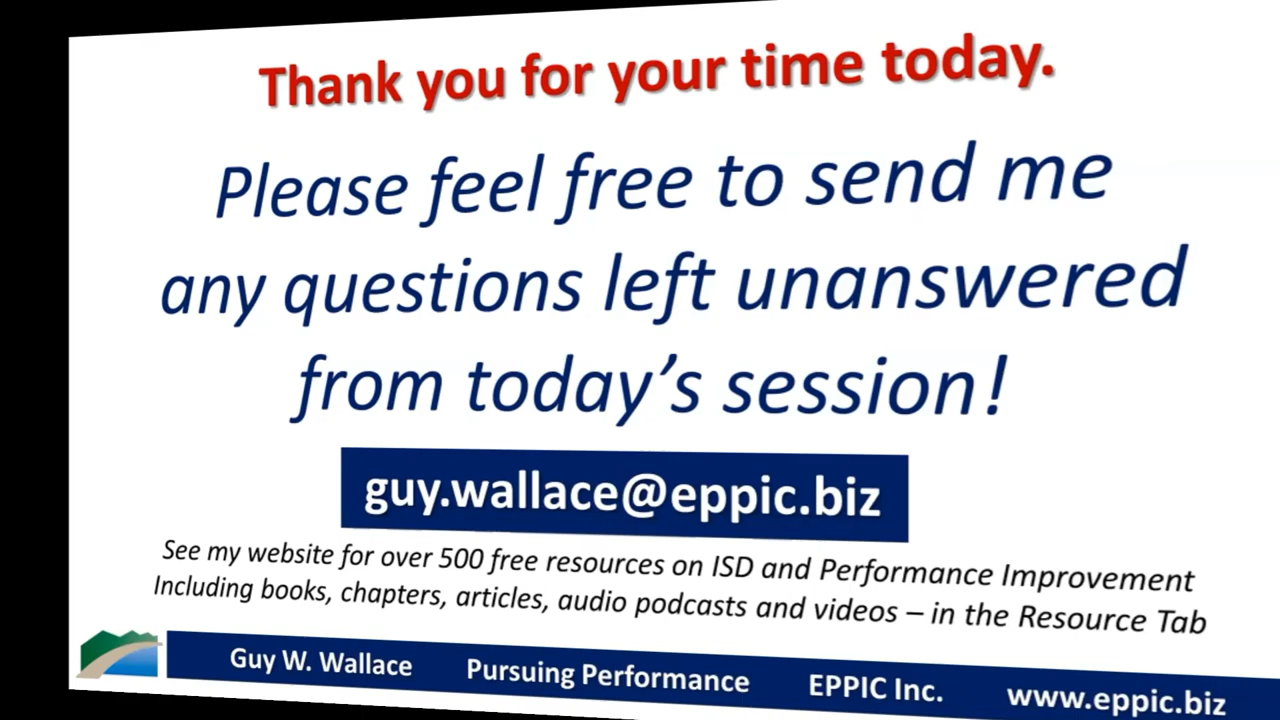 Thank you for your time today.
Please feel free to send me
any questions left unanswered
from today’s session!
guy.wallace@eppic.biz
See my website for over 500 free resources on ISD and Performance Improvement
Including books, chapters, articles, audio podcasts and videos – in the Resource Tab
Guy W. Wallace Pursuing Performance EPPIC Inc. www.eppic.biz